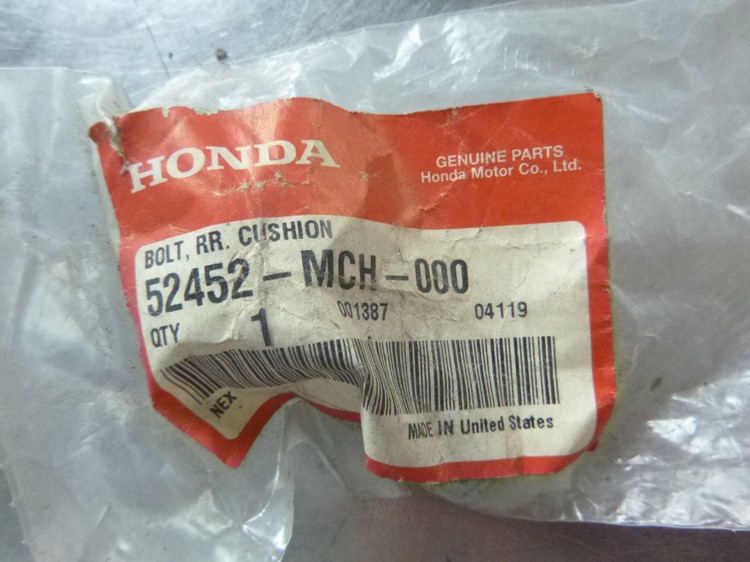 HONDA
GENUINE PARTS
Honda Motor Co., Ltd.
BOLT, RR. CUSHION
52452-MCH-000
001387 04119
QTY 1
NEX
MADE IN United States